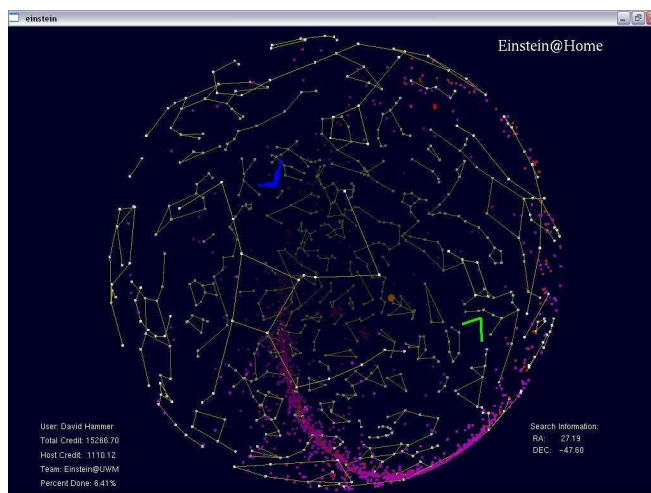 einstein
Einstein@Home
User: David Hammer
Total Credit: 15266.70
Host Credit: 1110.12
Team: Einstein@UWM
Percent Done: 6.41%
Search Information:
RA: 27.19
DEC: -47.60